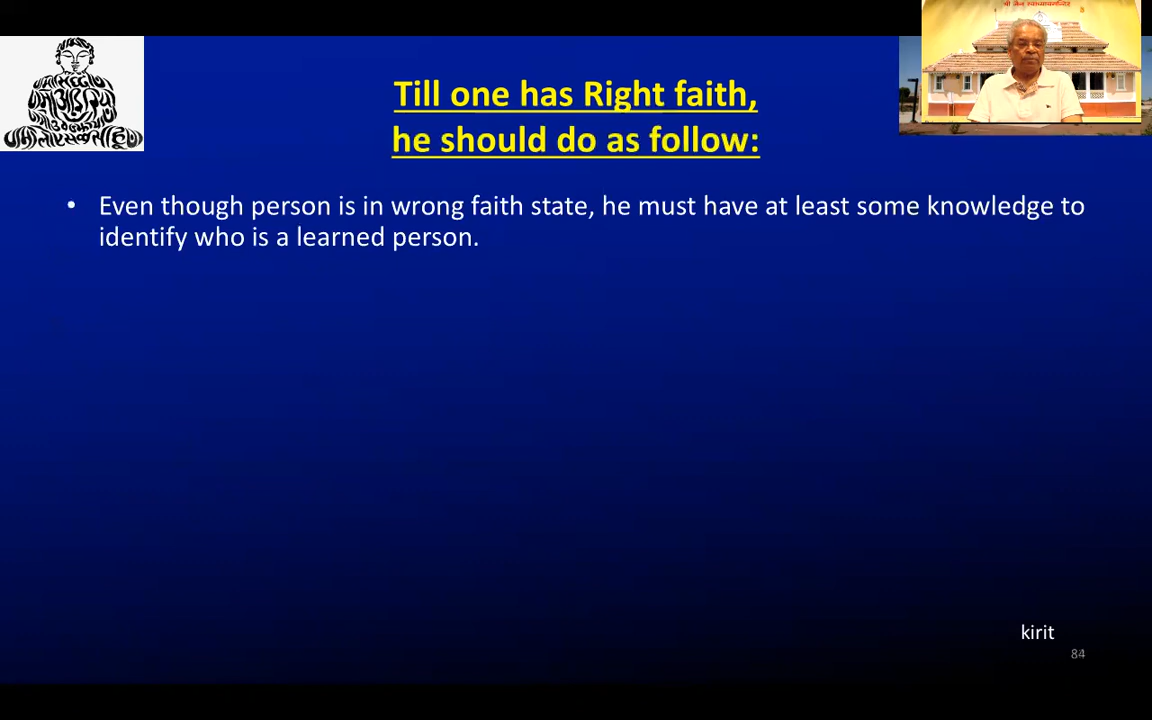 श्री जैन स्वाध्यायमन्दिर
Till one has Right faith,
he should do as follow:
• Even though person is in wrong faith state, he must have at least some knowledge to
identify who is a learned person.
kirit
84